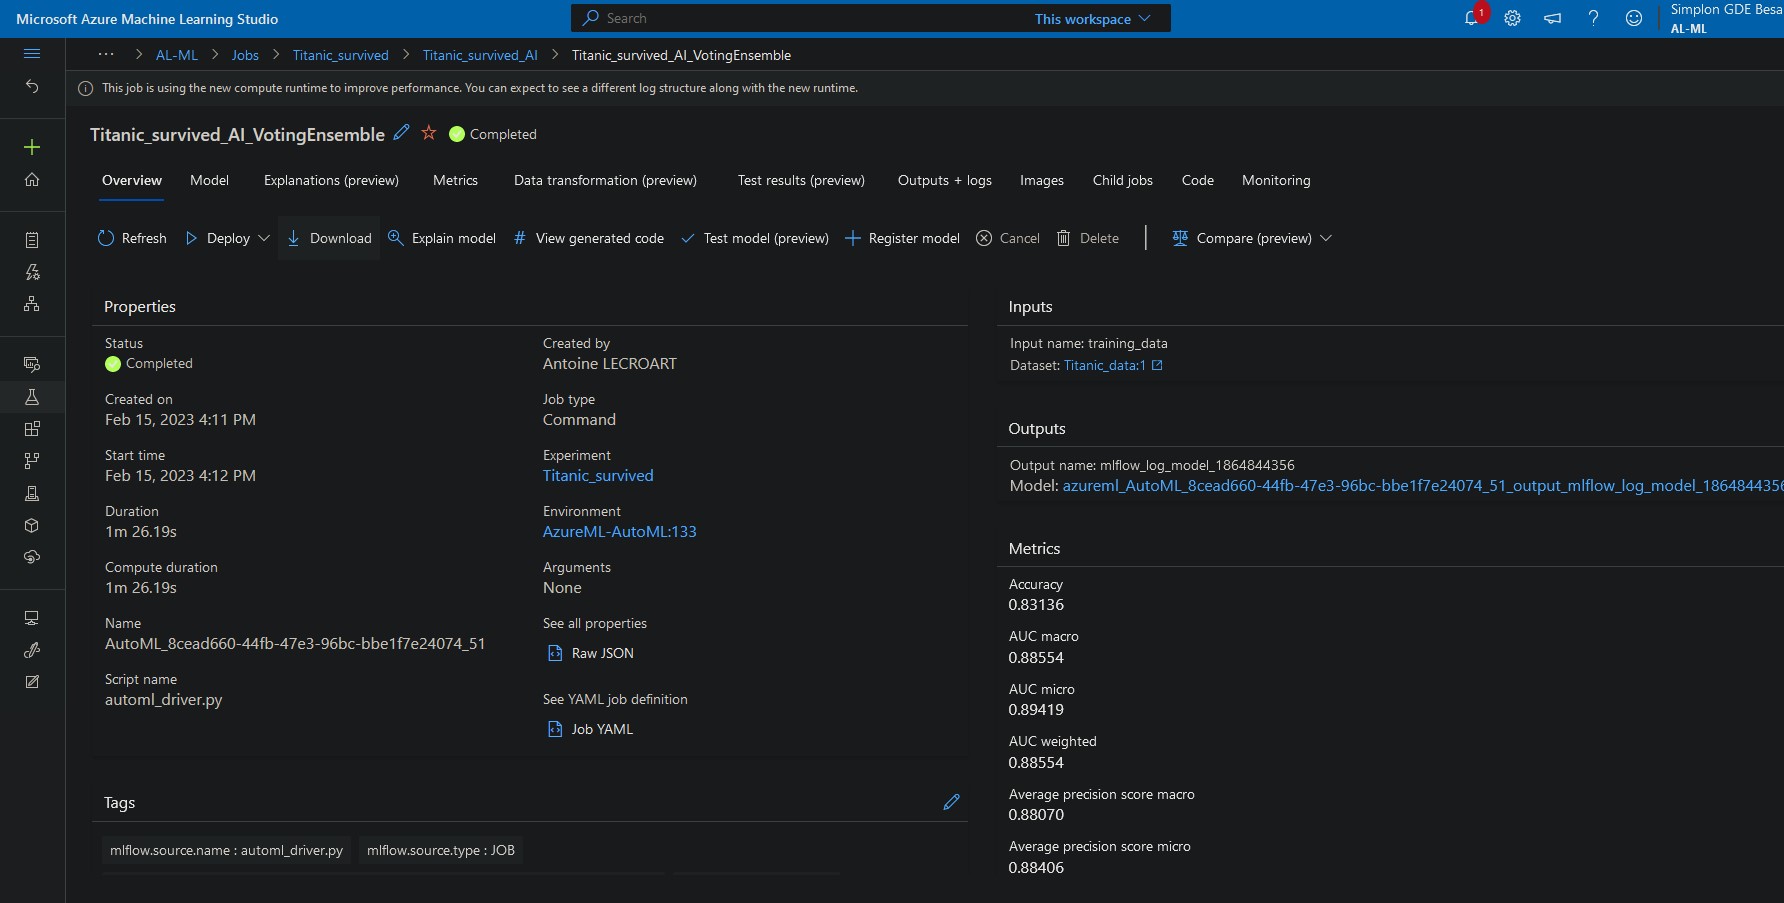 Microsoft Azure Machine Learning Studio
Search
This workspace
1
Simplon GDE Besa
AL-ML
··· > AL-ML > Jobs > Titanic_survived > Titanic_survived_AI > Titanic_survived_AI_VotingEnsemble
This job is using the new compute runtime to improve performance. You can expect to see a different log structure along with the new runtime.
Titanic_survived_AI_VotingEnsemble Completed
Overview Model Explanations (preview) Metrics Data transformation (preview) Test results (preview) Outputs + logs Images Child jobs Code Monitoring
Refresh Deploy Download Explain model # View generated code Test model (preview) Register model Cancel Delete Compare (preview)
Properties
Status
Completed
Created on
Feb 15, 2023 4:11 PM
Start time
Feb 15, 2023 4:12 PM
Duration
1m 26.19s
Compute duration
1m 26.19s
Name
AutoML_8cead660-44fb-47e3-96bc-bbe1f7e24074_51
Script name
automl_driver.py
Created by
Antoine LECROART
Job type
Command
Experiment
Titanic_survived
Environment
AzureML-AutoML:133
Arguments
None
See all properties
Raw JSON
See YAML job definition
Job YAML
Tags
mlflow.source.name : automl_driver.py
mlflow.source.type : JOB
Inputs
Input name: training_data
Dataset: Titanic_data:1
Outputs
Output name: mlflow_log_model_1864844356
Model: azureml_AutoML_8cead660-44fb-47e3-96bc-bbe1f7e24074_51_output_mlflow_log_model_1864844356
Metrics
Accuracy
0.83136
AUC macro
0.88554
AUC micro
0.89419
AUC weighted
0.88554
Average precision score macro
0.88070
Average precision score micro
0.88406